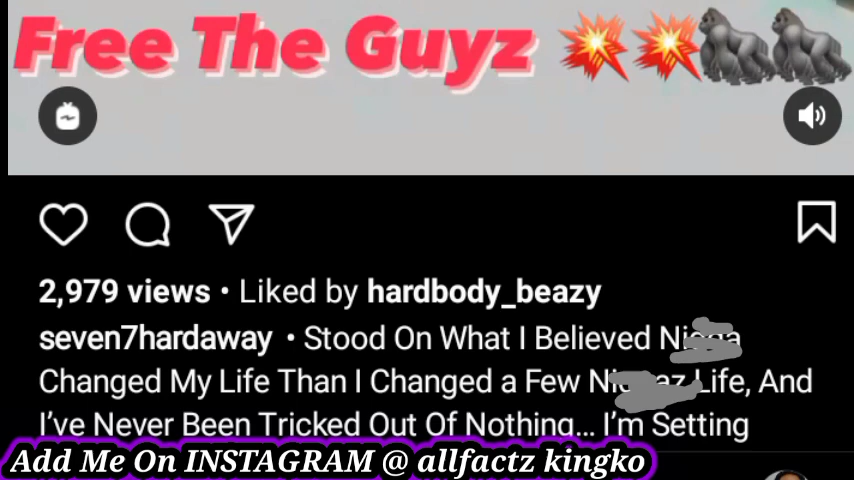 Free The Guyz 💥💥🦍🦍
2,979 views • Liked by hardbody_beazy
seven7hardaway • Stood On What I Believed
Changed My Life Than I Changed a Few Life, And
I've Never Been Tricked Out Of Nothing... I'm Setting
Add Me On INSTAGRAM @ allfactz kingko